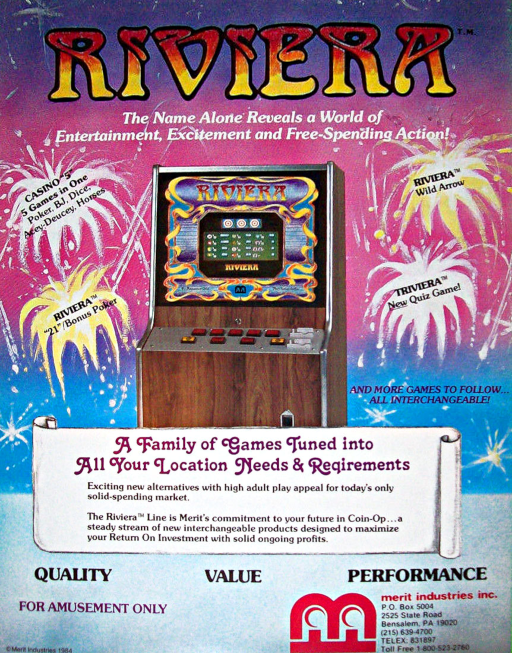 RIVIERA T.M.
The Name Alone Reveals a World of
Entertainment, Excitement and Free-Spending Action!
CASINO "5"
5 Games in One
Poker, BJ, Dice,
Acey-Deucey, Horses
RIVIERA™
Wild Arrow
RIVIERA
RIVIERA
RIVIERA™
"21"/Bonus Poker
TRIVIERA™
New Quiz Game!
AND MORE GAMES TO FOLLOW...
ALL INTERCHANGEABLE!
A Family of Games Tuned into
All Your Location Needs & Reqirements
Exciting new alternatives with high adult play appeal for today's only
solid-spending market.
The Riviera™ Line is Merit's commitment to your future in Coin-Op...a
steady stream of new interchangeable products designed to maximize
your Return On Investment with solid ongoing profits.
QUALITY VALUE PERFORMANCE
FOR AMUSEMENT ONLY
merit industries inc.
P.O. Box 5004
2525 State Road
Bensalem, PA 19020
(215) 639-4700
TELEX: 831897
Toll Free 1-800-523-2760
©Merit Industries 1984